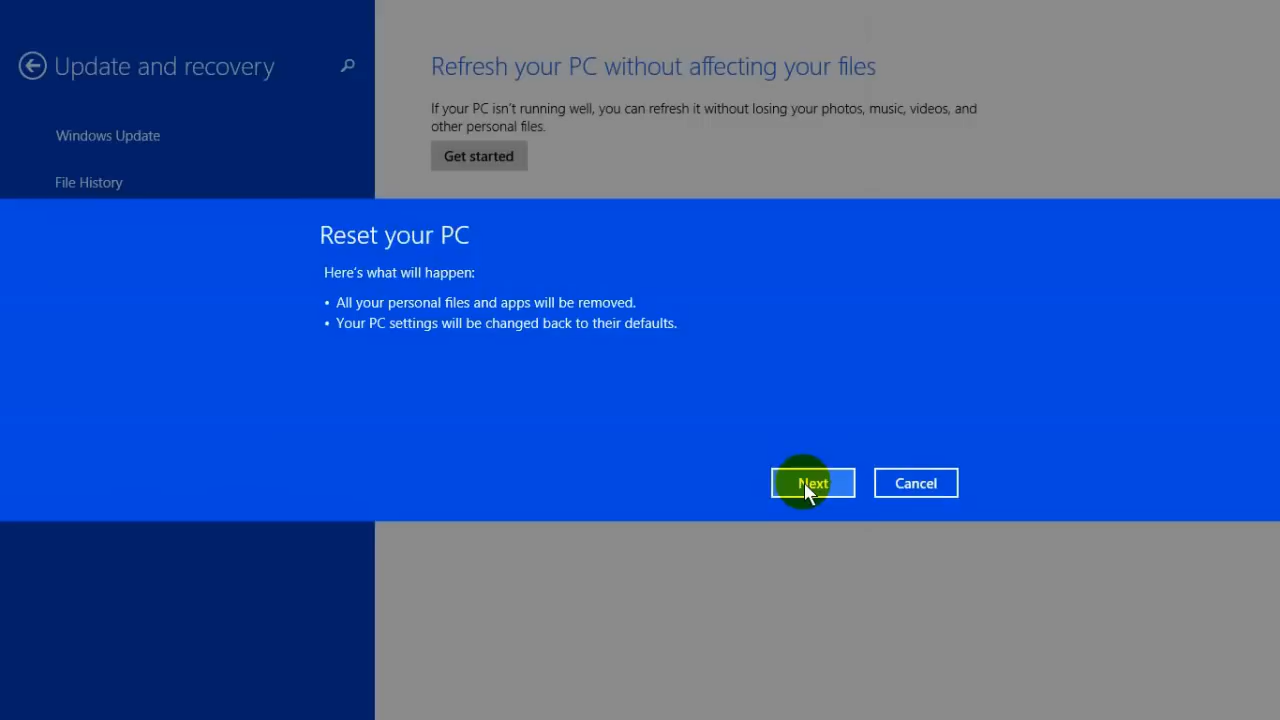 Update and recovery
Windows Update
File History
Refresh your PC without affecting your files
If your PC isn't running well, you can refresh it without losing your photos, music, videos, and
other personal files.
Get started
Reset your PC
Here's what will happen:
• All your personal files and apps will be removed.
• Your PC settings will be changed back to their defaults.
Next
Cancel